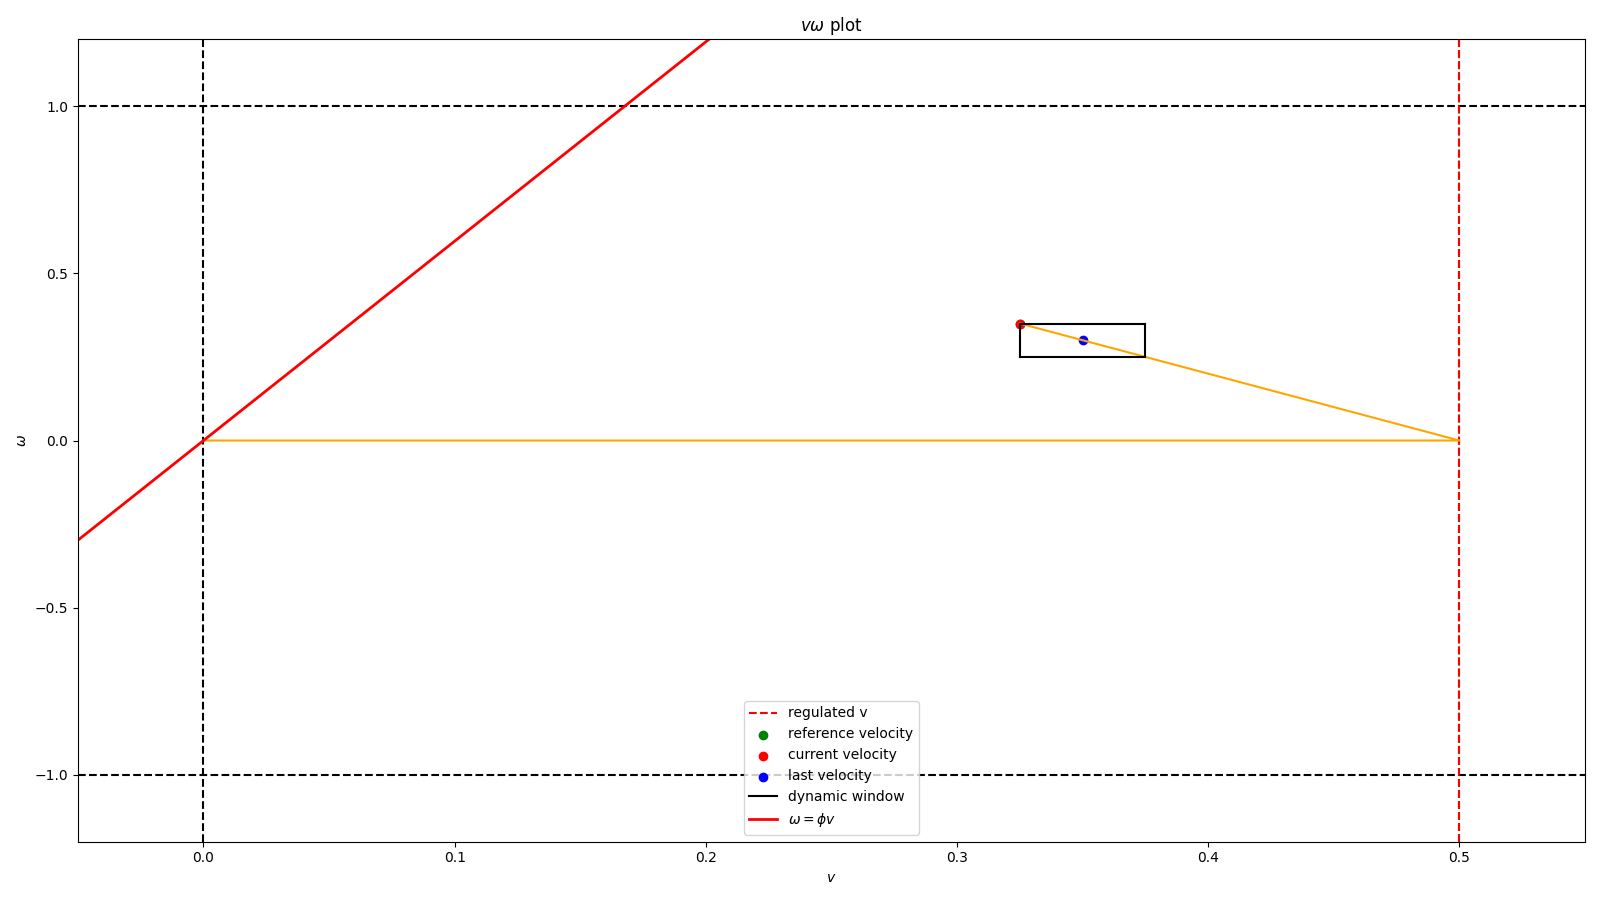 vω plot
1.0
0.5
0.0
−0.5
−1.0
ω
regulated v
reference velocity
current velocity
last velocity
dynamic window
ω = ϕv
0.0 0.1 0.2 0.3 0.4 0.5
v